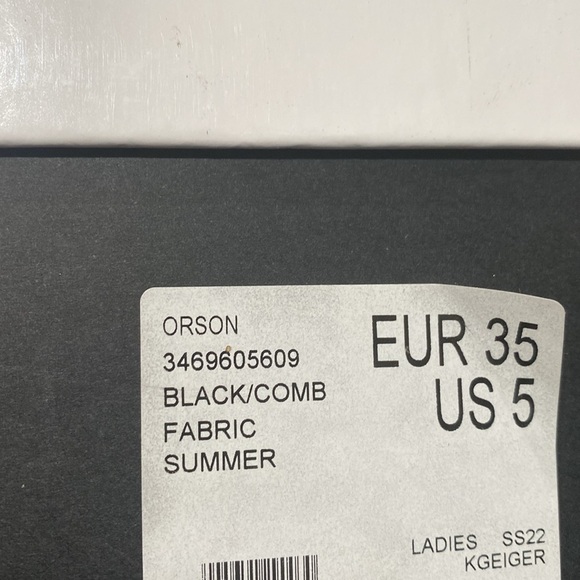 ORSON
3469605609
BLACK/COMB
FABRIC
SUMMER
EUR 35
US 5
LADIES SS22
KGEIGER